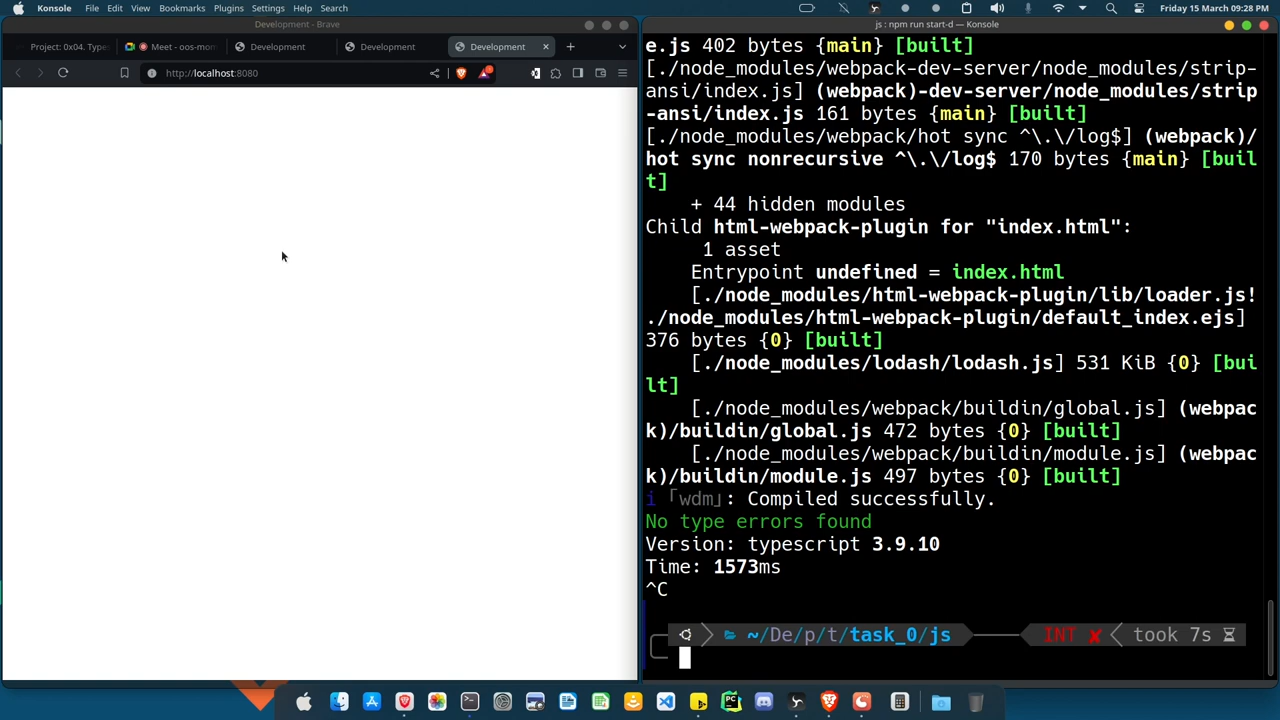 Konsole File Edit View Bookmarks Plugins Settings Help Search Friday 15 March 09:28 PM
Development - Brave
Project: 0x04. Type Meet - oos-mom Development Development Development
http://localhost:8080
js : npm run start-d — Konsole
e.js 402 bytes {main} [built]
[./node_modules/webpack-dev-server/node_modules/strip-
ansi/index.js] (webpack)-dev-server/node_modules/strip
-ansi/index.js 161 bytes {main} [built]
[./node_modules/webpack/hot sync ^\.\/log$] (webpack)/
hot sync nonrecursive ^\.\/log$ 170 bytes {main} [buil
t]
+ 44 hidden modules
Child html-webpack-plugin for "index.html":
1 asset
Entrypoint undefined = index.html
[./node_modules/html-webpack-plugin/lib/loader.js!
./node_modules/html-webpack-plugin/default_index.ejs]
376 bytes {0} [built]
[./node_modules/lodash/lodash.js] 531 KiB {0} [bui
lt]
[./node_modules/webpack/buildin/global.js] (webpac
k)/buildin/global.js 472 bytes {0} [built]
[./node_modules/webpack/buildin/module.js] (webpac
k)/buildin/module.js 497 bytes {0} [built]
i ｢wdm｣: Compiled successfully.
No type errors found
Version: typescript 3.9.10
Time: 1573ms
^C
~/De/p/t/task_0/js INT ✘ took 7s